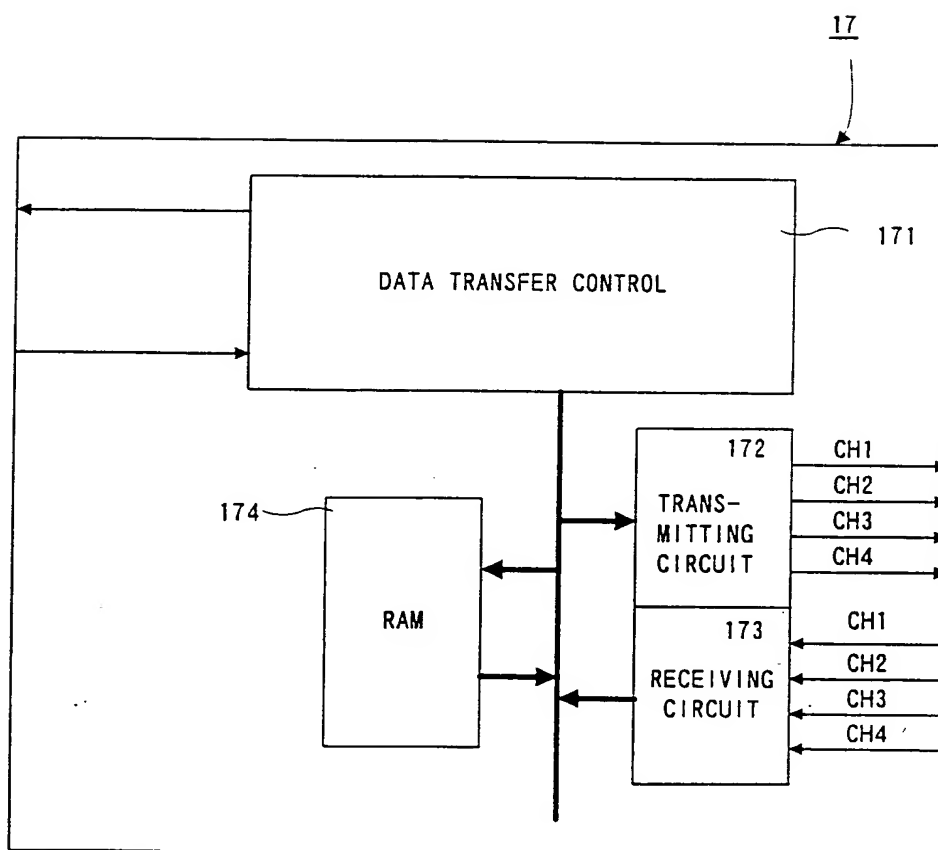 17
171
DATA TRANSFER CONTROL
172
TRANS-
MITTING
CIRCUIT
CH1
CH2
CH3
CH4
174
RAM
173
RECEIVING
CIRCUIT
CH1
CH2
CH3
CH4